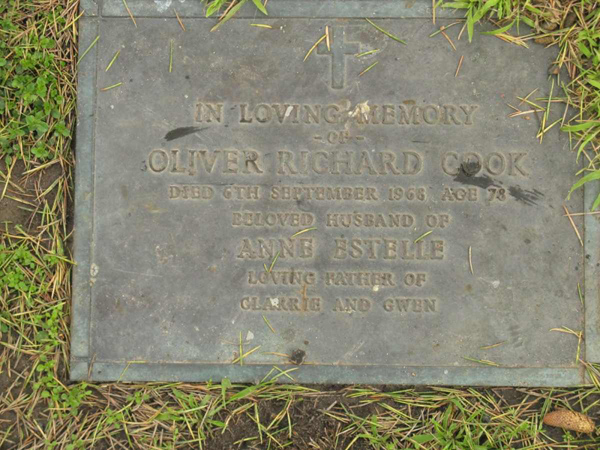 IN LOVING MEMORY
- OF -
OLIVER RICHARD COOK
DIED 6TH SEPTEMBER 1968 AGE 78
BELOVED HUSBAND OF
ANNE ESTELLE
LOVING FATHER OF
CLARRIE AND GWEN